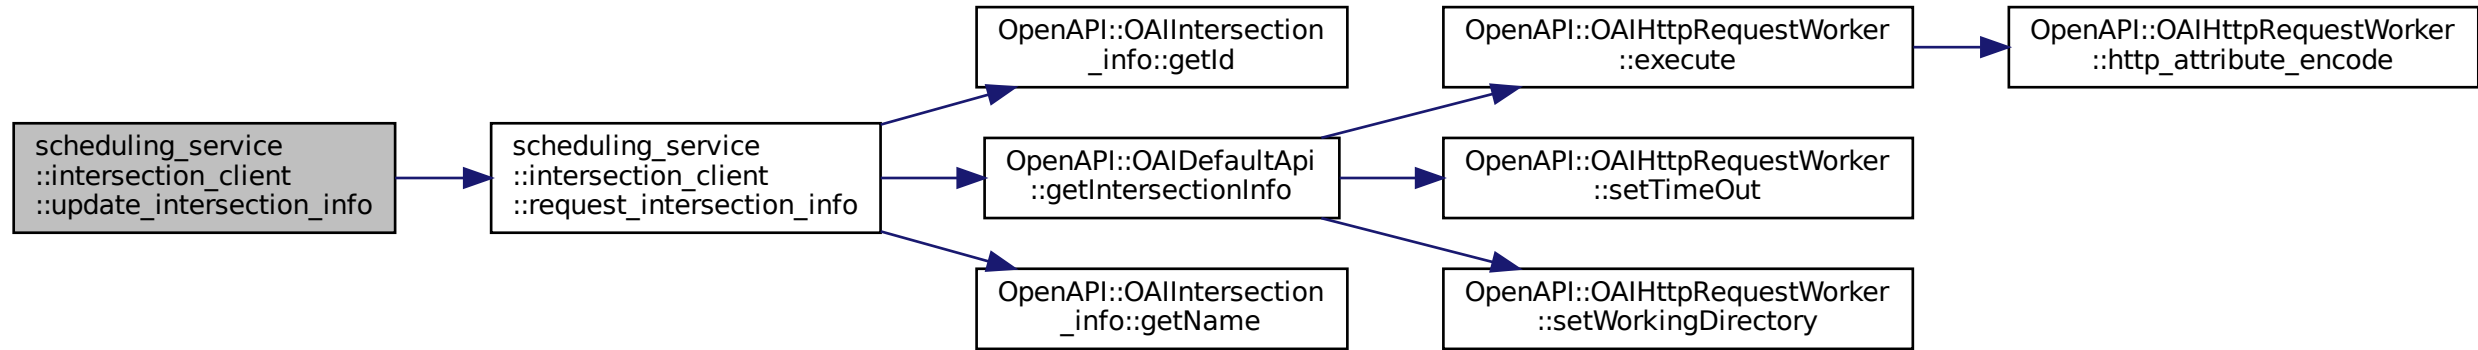 scheduling_service
::intersection_client
::update_intersection_info
scheduling_service
::intersection_client
::request_intersection_info
OpenAPI::OAIIntersection
_info::getId
OpenAPI::OAIDefaultApi
::getIntersectionInfo
OpenAPI::OAIIntersection
_info::getName
OpenAPI::OAIHttpRequestWorker
::execute
OpenAPI::OAIHttpRequestWorker
::setTimeOut
OpenAPI::OAIHttpRequestWorker
::setWorkingDirectory
OpenAPI::OAIHttpRequestWorker
::http_attribute_encode